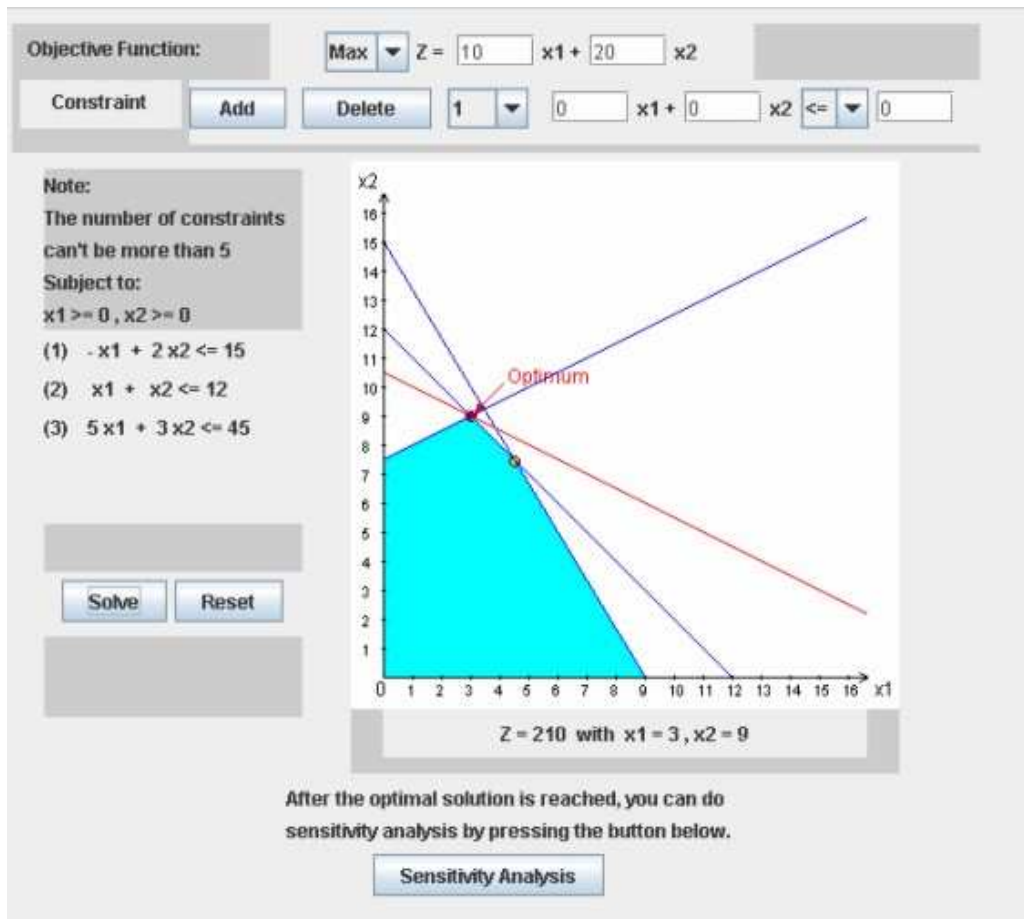 Objective Function: Max Z = 10 x1 + 20 x2
Constraint Add Delete 1 0 x1 + 0 x2 <= 0
Note:
The number of constraints
can't be more than 5
Subject to:
x1 >= 0 , x2 >= 0
(1) - x1 + 2 x2 <= 15
(2) x1 + x2 <= 12
(3) 5 x1 + 3 x2 <= 45
Solve Reset
x2
16
15
14
13
12
11
10
9
8
7
6
5
4
3
2
1
Optimum
0 1 2 3 4 5 6 7 8 9 10 11 12 13 14 15 16 x1
Z = 210 with x1 = 3 , x2 = 9
After the optimal solution is reached, you can do
sensitivity analysis by pressing the button below.
Sensitivity Analysis